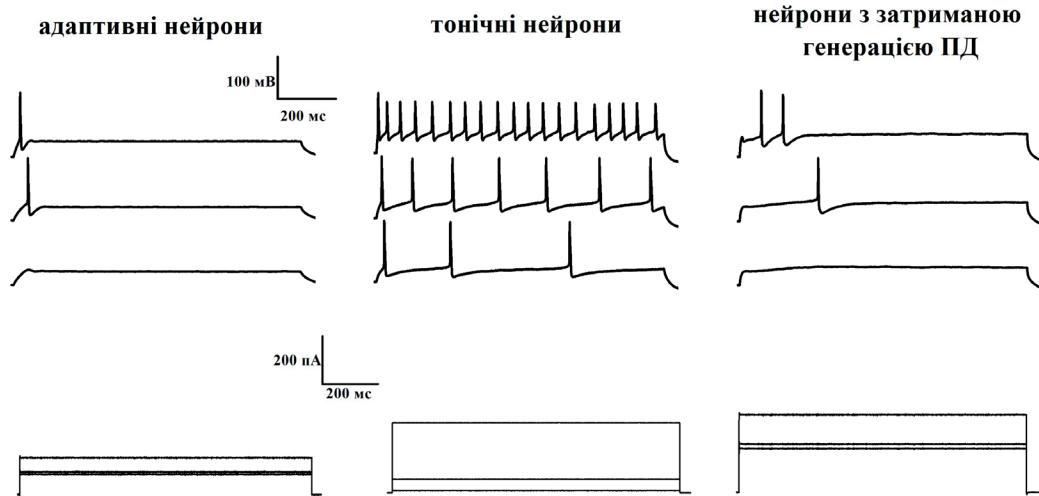 адаптивні нейрони
тонічні нейрони
нейрони з затриманою
генерацією ПД
100 мВ
200 мс
200 пА
200 мс